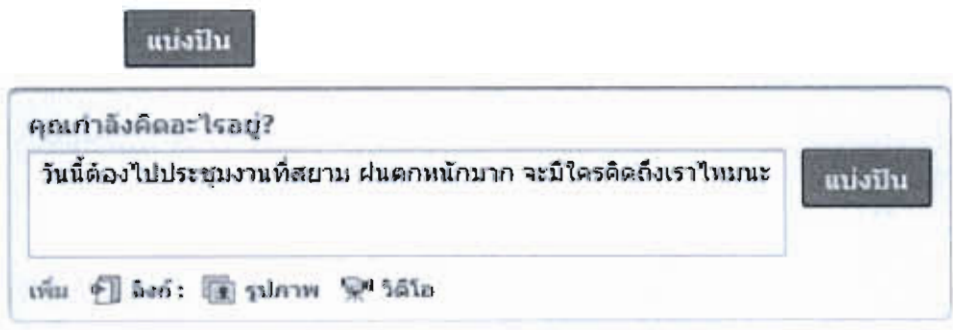 แบ่งปัน
คุณกำลังคิดอะไรอยู่?
วันนี้ต้องไปประชุมงานที่สยาม ฝนตกหนักมาก จะมีใครคิดถึงเราไหมนะ
แบ่งปัน
เพิ่ม ลิงก์ : รูปภาพ วิดีโอ